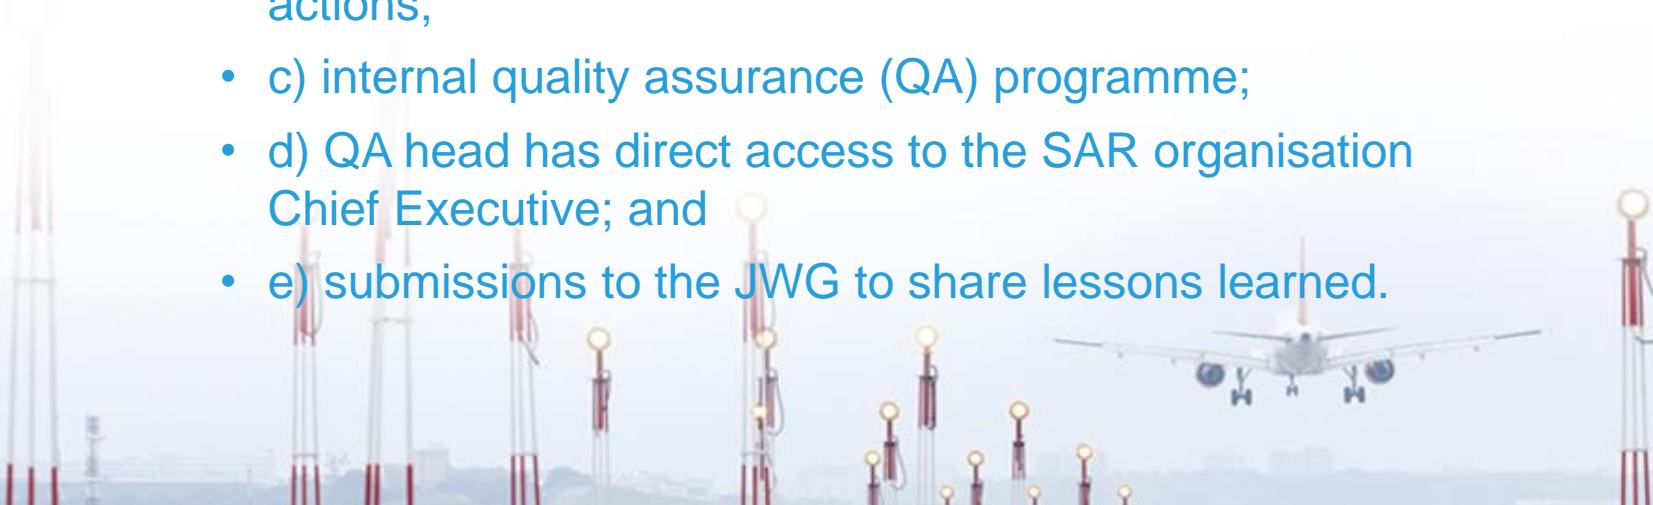 actions;
• c) internal quality assurance (QA) programme;
• d) QA head has direct access to the SAR organisation
Chief Executive; and
• e) submissions to the JWG to share lessons learned.